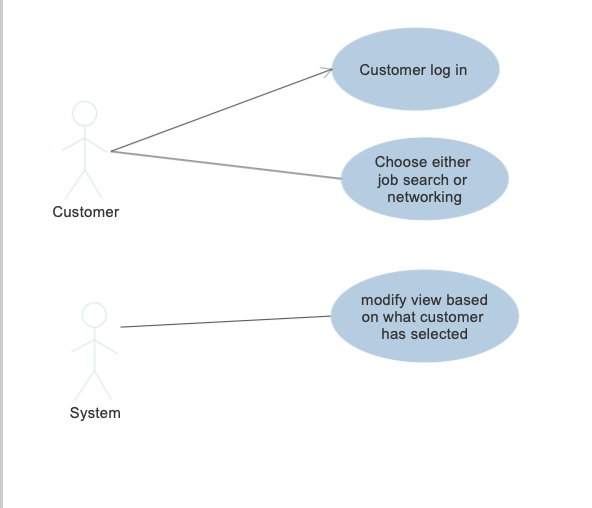 Customer log in
Choose either
job search or
networking
Customer
modify view based
on what customer
has selected
System